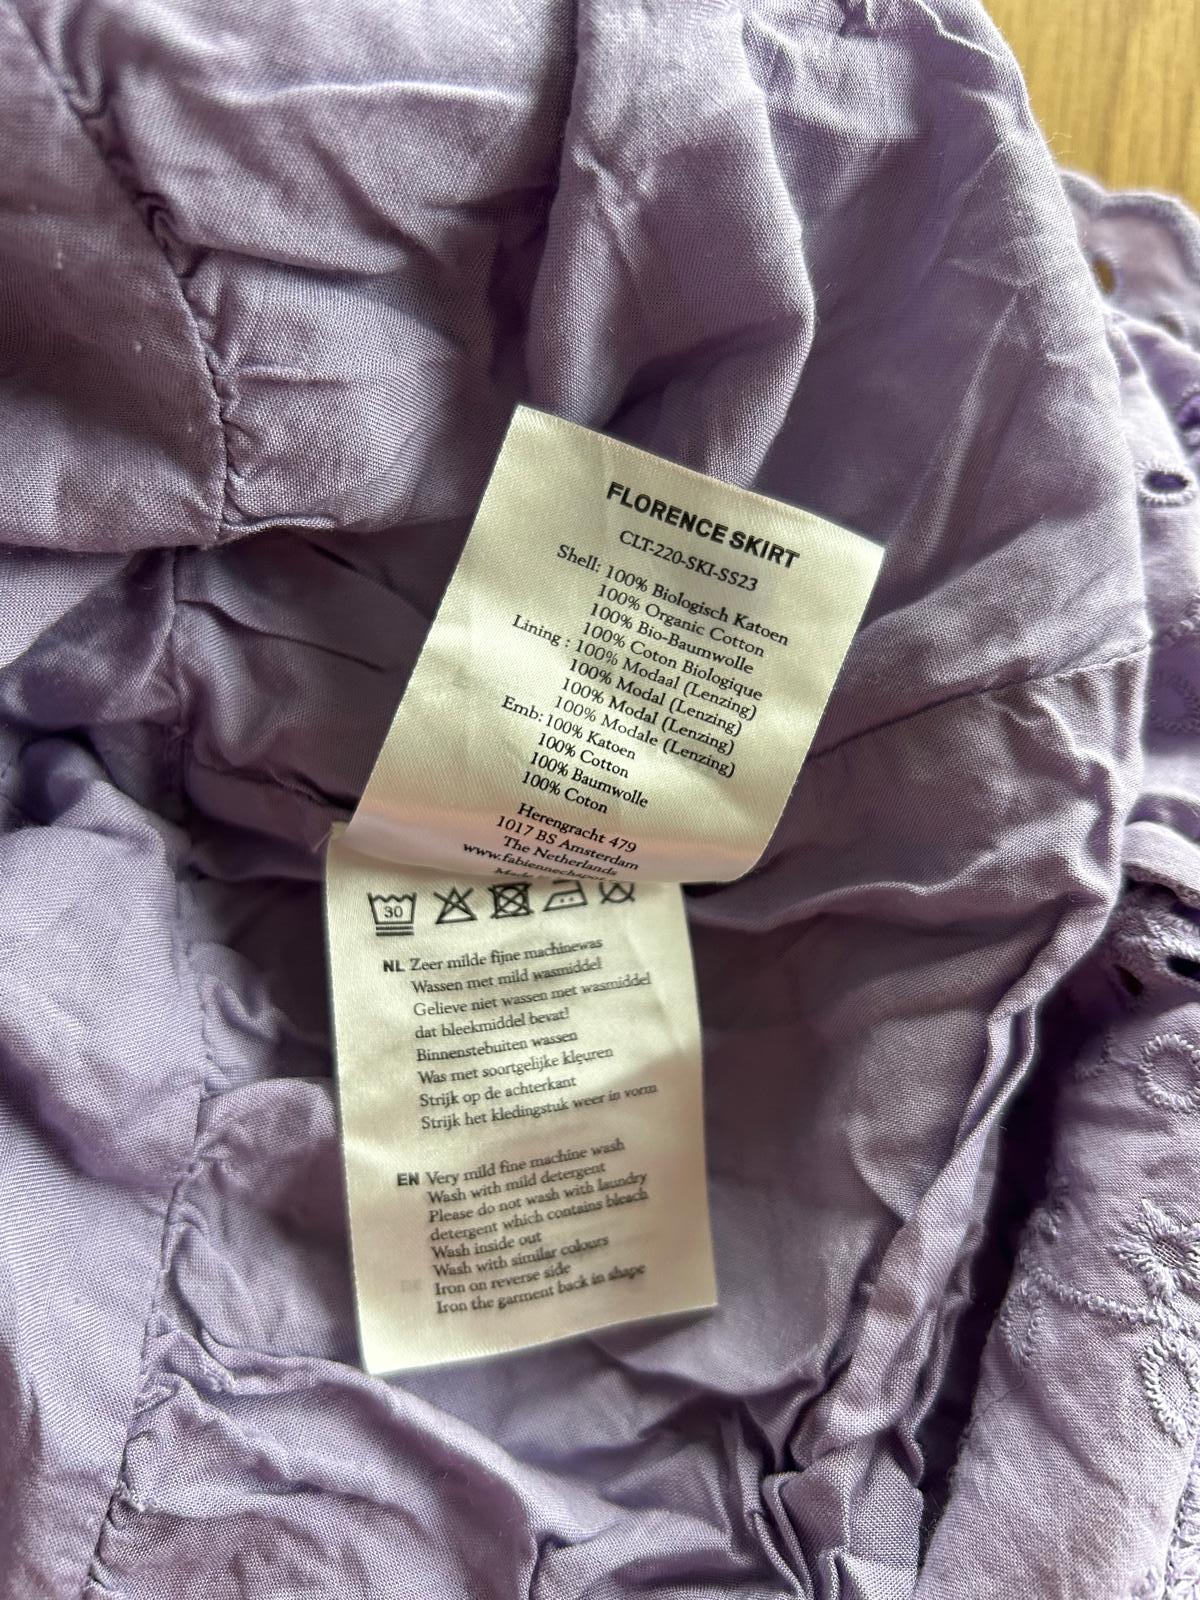 FLORENCE SKIRT
CLT-220-SKI-SS23
Shell: 100% Biologisch Katoen
100% Organic Cotton
100% Bio-Baumwolle
100% Coton Biologique
Lining : 100% Modaal (Lenzing)
100% Modal (Lenzing)
100% Modal (Lenzing)
100% Modale (Lenzing)
Emb: 100% Katoen
100% Cotton
100% Baumwolle
100% Coton
Herengracht 479
1017 BS Amsterdam
The Netherlands
30
NL Zeer milde fijne machinewas
Wassen met mild wasmiddel
Gelieve niet wassen met wasmiddel
dat bleekmiddel bevat!
Binnenstebuiten wassen
Was met soortgelijke kleuren
Strijk op de achterkant
Strijk het kledingstuk weer in vorm
EN Very mild fine machine wash
Wash with mild detergent
Please do not wash with laundry
detergent which contains bleach
Wash inside out
Wash with similar colours
Iron on reverse side
Iron the garment back in shape